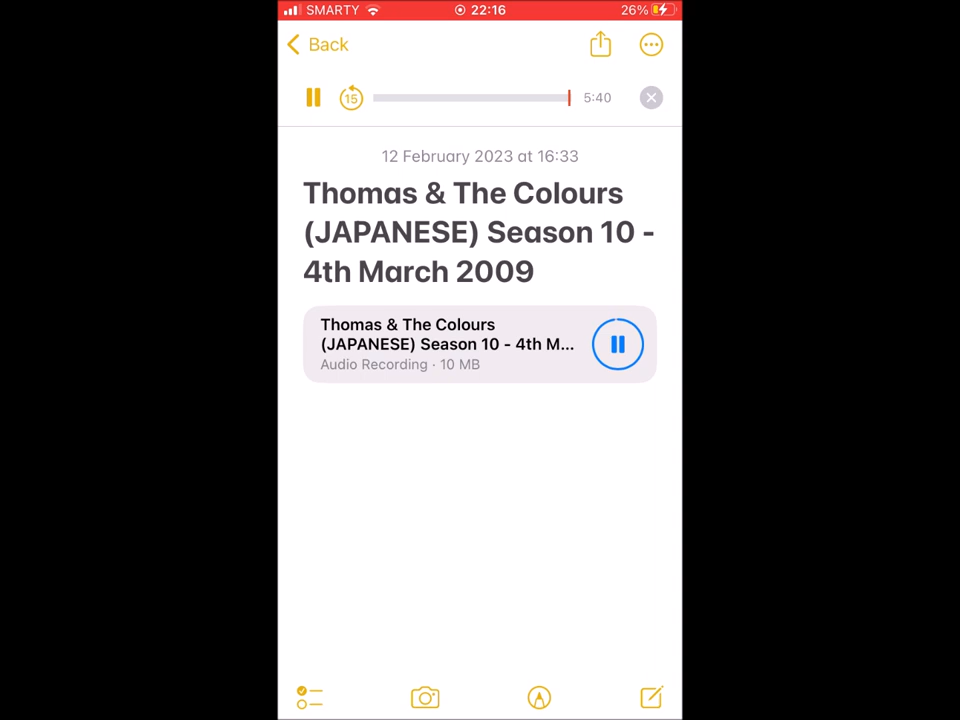 SMARTY 22:16 26%
Back
15 5:40
12 February 2023 at 16:33
Thomas & The Colours
(JAPANESE) Season 10 -
4th March 2009
Thomas & The Colours
(JAPANESE) Season 10 - 4th M...
Audio Recording · 10 MB